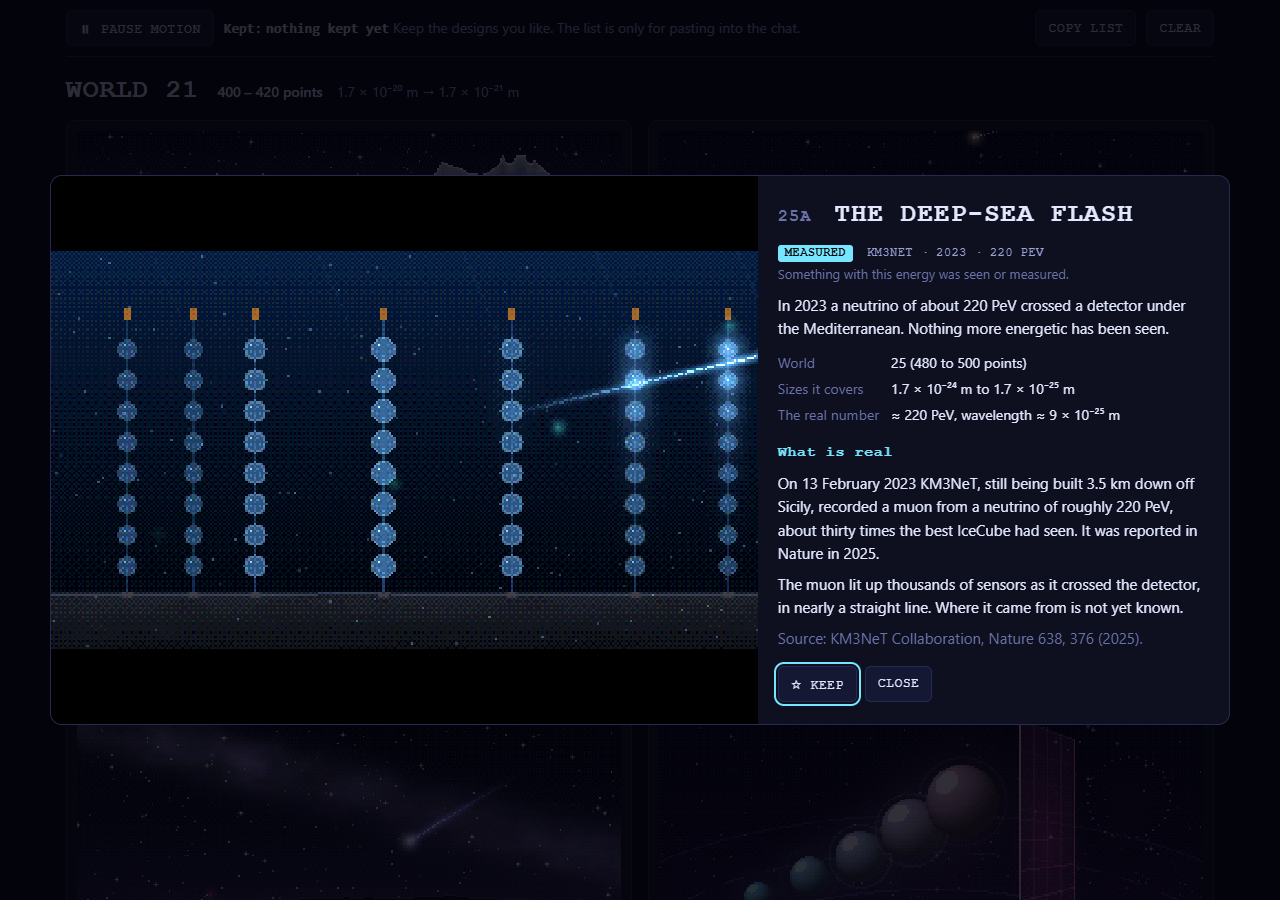 ⏸ PAUSE MOTION Kept: nothing kept yet Keep the designs you like. The list is only for pasting into the chat. COPY LIST CLEAR
WORLD 21 400 – 420 points 1.7 × 10⁻²⁰ m → 1.7 × 10⁻²¹ m
25A THE DEEP-SEA FLASH
MEASURED KM3NET · 2023 · 220 PEV
Something with this energy was seen or measured.
In 2023 a neutrino of about 220 PeV crossed a detector under
the Mediterranean. Nothing more energetic has been seen.
World 25 (480 to 500 points)
Sizes it covers 1.7 × 10⁻²⁴ m to 1.7 × 10⁻²⁵ m
The real number ≈ 220 PeV, wavelength ≈ 9 × 10⁻²⁵ m
What is real
On 13 February 2023 KM3NeT, still being built 3.5 km down off
Sicily, recorded a muon from a neutrino of roughly 220 PeV,
about thirty times the best IceCube had seen. It was reported in
Nature in 2025.
The muon lit up thousands of sensors as it crossed the detector,
in nearly a straight line. Where it came from is not yet known.
Source: KM3NeT Collaboration, Nature 638, 376 (2025).
☆ KEEP CLOSE